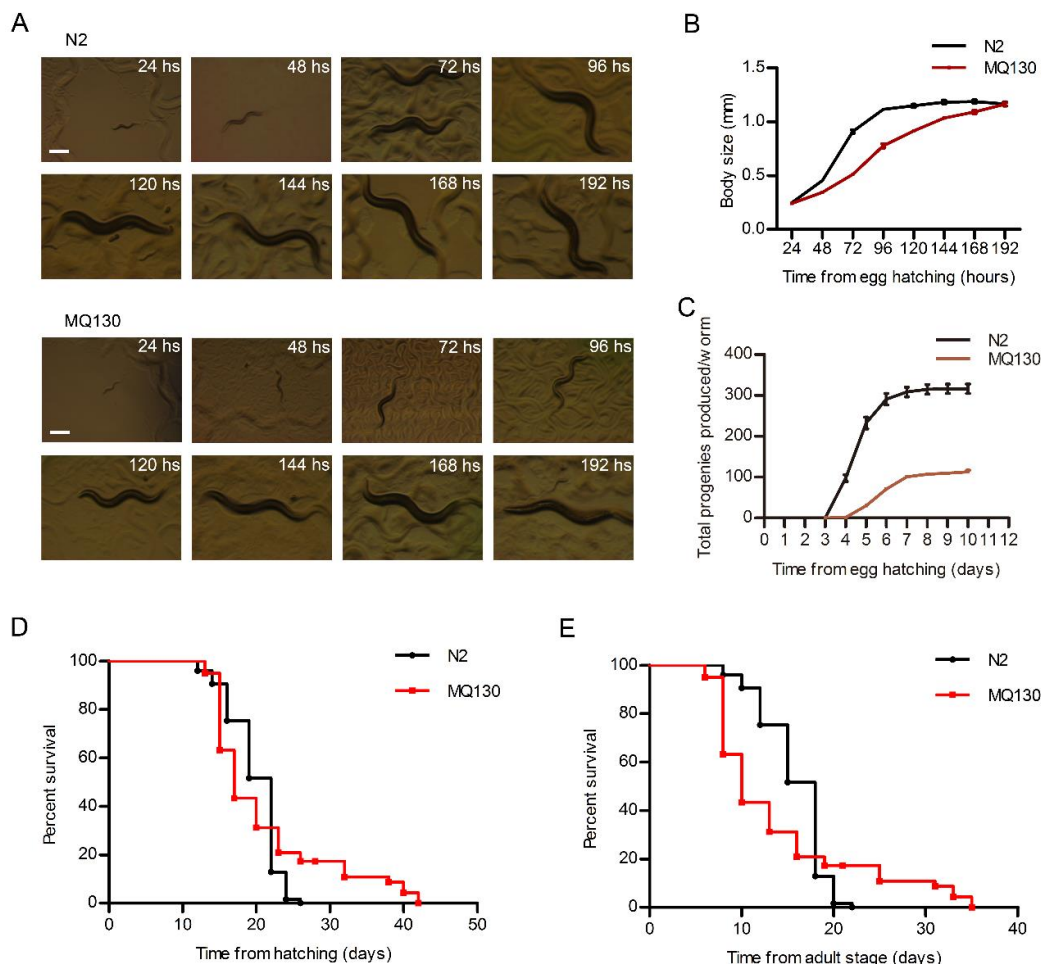 A
N2
24 hs
48 hs
72 hs
96 hs
120 hs
144 hs
168 hs
192 hs
MQ130
24 hs
48 hs
72 hs
96 hs
120 hs
144 hs
168 hs
192 hs
B
N2
MQ130
Body size (mm)
1.5
1.0
0.5
0.0
24 48 72 96 120 144 168 192
Time from egg hatching (hours)
C
N2
MQ130
Total progenies produced/w orm
400
300
200
100
0
0 1 2 3 4 5 6 7 8 9 10 11 12
Time from egg hatching (days)
D
N2
MQ130
Percent survival
100
80
60
40
20
0
0 10 20 30 40 50
Time from hatching (days)
E
N2
MQ130
Percent survival
100
80
60
40
20
0
0 10 20 30 40
Time from adult stage (days)